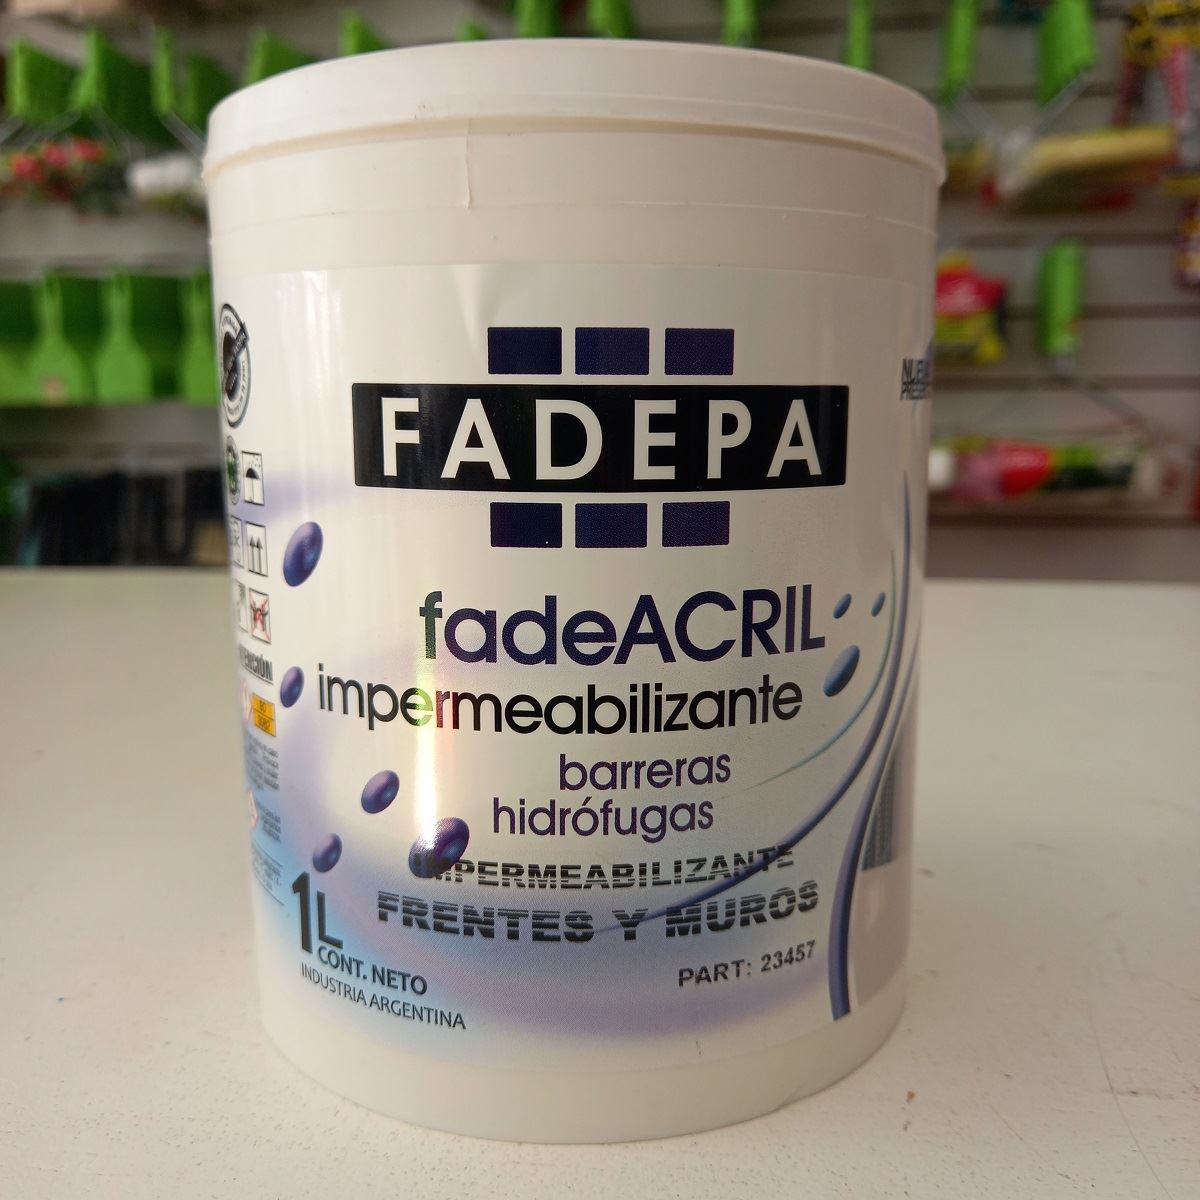 FADEPA
fadeACRIL
impermeabilizante
barreras
hidrófugas
IMPERMEABILIZANTE
FRENTES Y MUROS
PART: 23457
1L
CONT. NETO
INDUSTRIA ARGENTINA